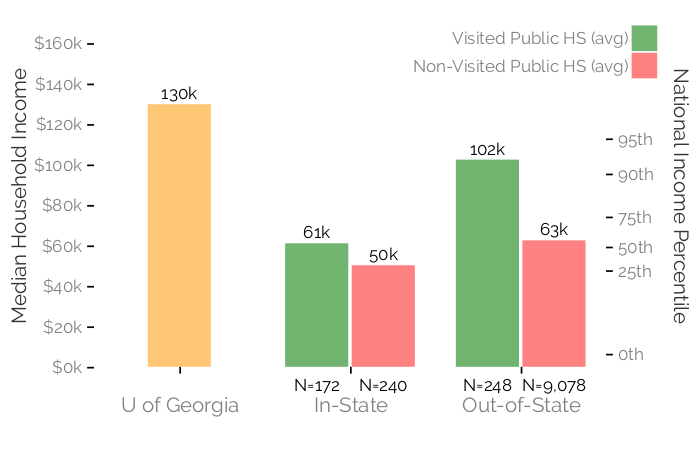 Visited Public HS (avg)
Non-Visited Public HS (avg)
Median Household Income
$160k
$140k
$120k
$100k
$80k
$60k
$40k
$20k
$0k
130k
61k
50k
102k
63k
95th
90th
75th
50th
25th
0th
National Income Percentile
N=172 N=240 N=248 N=9,078
U of Georgia In-State Out-of-State